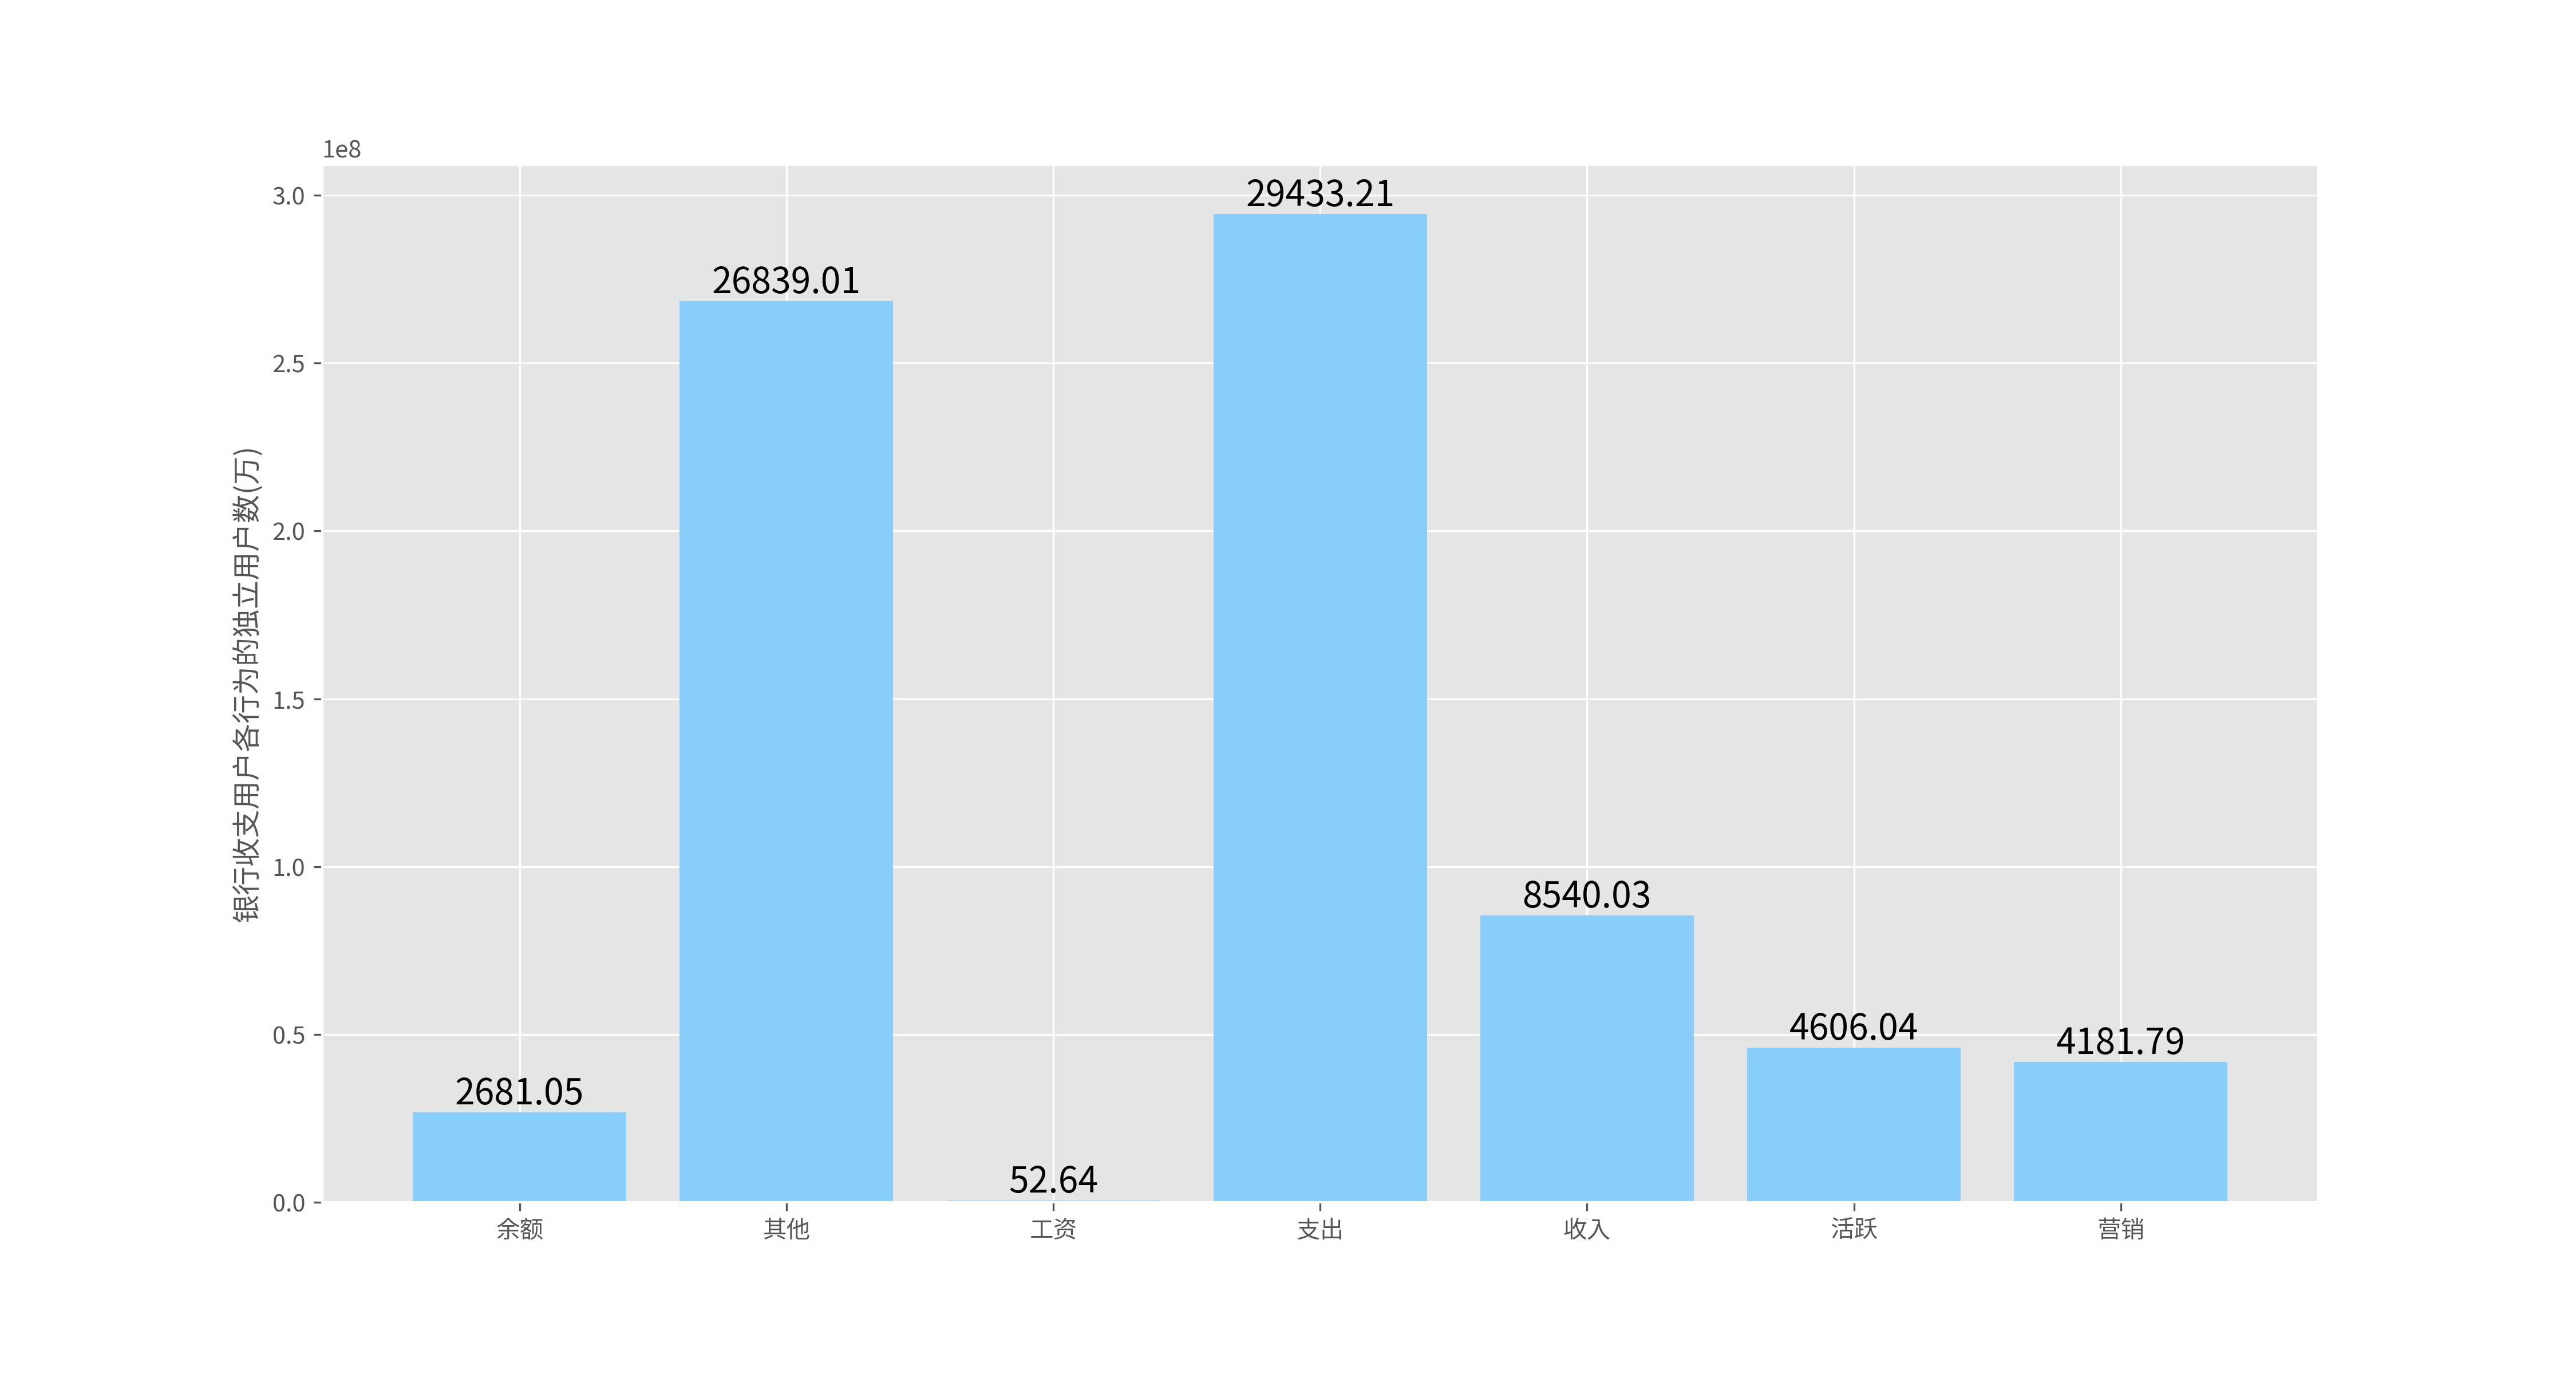 1e8
3.0
2.5
2.0
1.5
1.0
0.5
0.0
银行收支用户各行为的独立用户数(万)
2681.05
26839.01
52.64
29433.21
8540.03
4606.04
4181.79
余额
其他
工资
支出
收入
活跃
营销